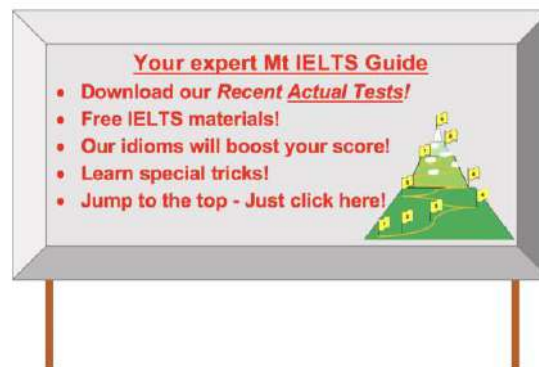 Your expert Mt IELTS Guide
• Download our Recent Actual Tests!
• Free IELTS materials!
• Our idioms will boost your score!
• Learn special tricks!
• Jump to the top - Just click here!